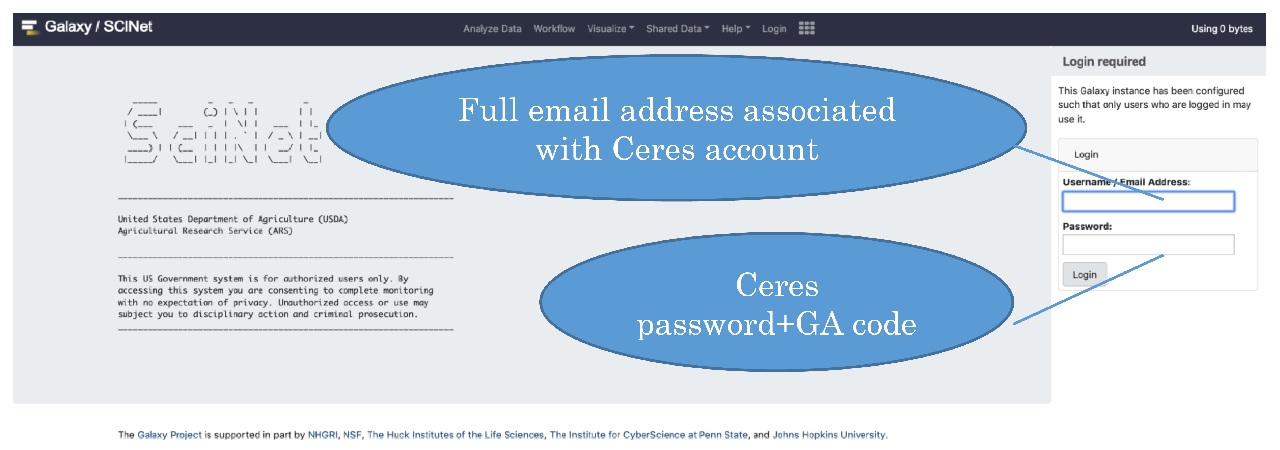 Galaxy / SCINet
Analyze Data Workflow Visualize Shared Data Help Login
Using 0 bytes
SciNet
United States Department of Agriculture (USDA)
Agricultural Research Service (ARS)
This US Government system is for authorized users only. By
accessing this system you are consenting to complete monitoring
with no expectation of privacy. Unauthorized access or use may
subject you to disciplinary action and criminal prosecution.
Full email address associated
with Ceres account
Ceres
password+GA code
Login required
This Galaxy instance has been configured
such that only users who are logged in may
use it.
Login
Username / Email Address:
Password:
Login
The Galaxy Project is supported in part by NHGRI, NSF, The Huck Institutes of the Life Sciences, The Institute for CyberScience at Penn State, and Johns Hopkins University.